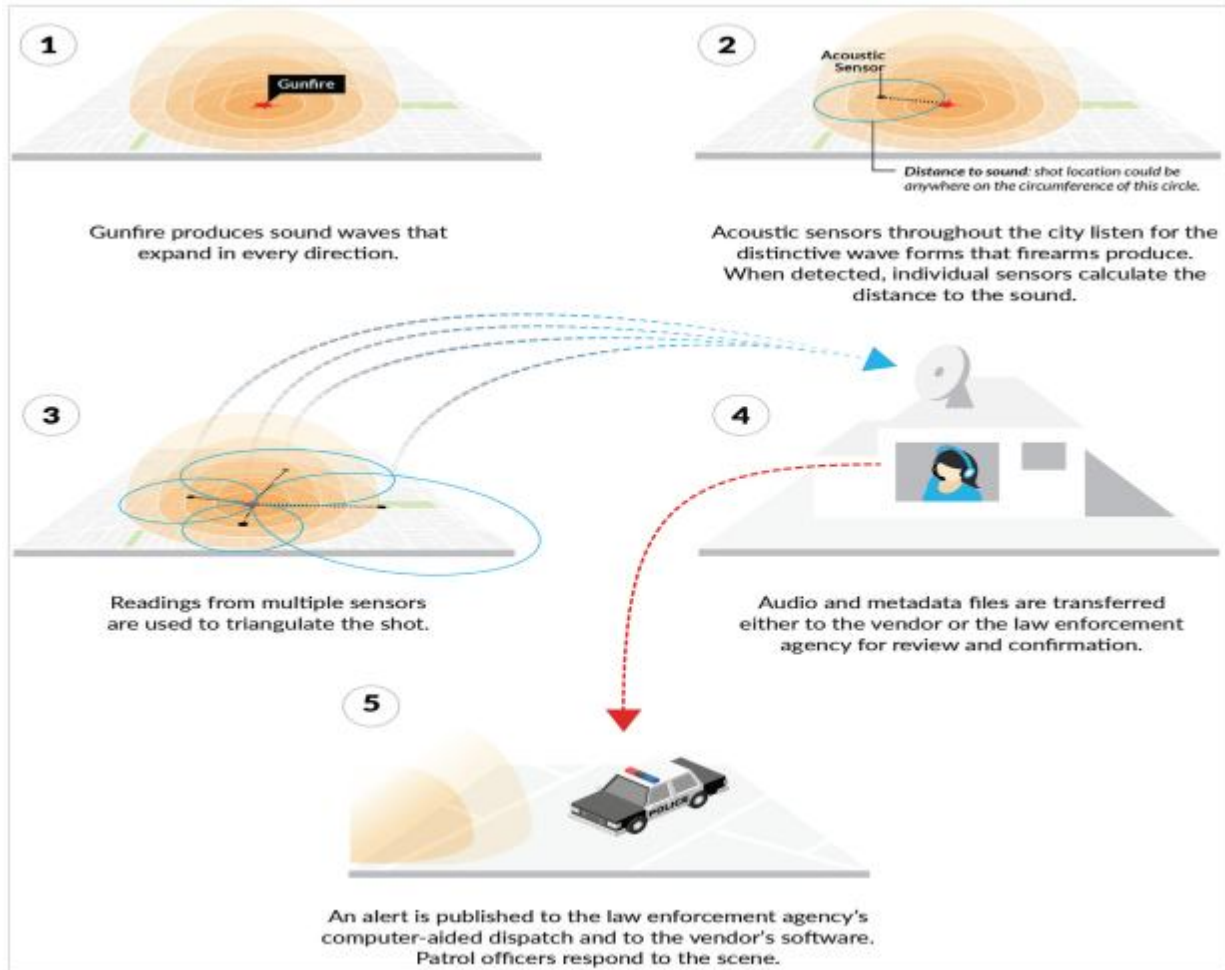 1
Gunfire
Gunfire produces sound waves that
expand in every direction.
2
Acoustic
Sensor
Distance to sound: shot location could be
anywhere on the circumference of this circle.
Acoustic sensors throughout the city listen for the
distinctive wave forms that firearms produce.
When detected, individual sensors calculate the
distance to the sound.
3
Readings from multiple sensors
are used to triangulate the shot.
4
Audio and metadata files are transferred
either to the vendor or the law enforcement
agency for review and confirmation.
5
POLICE
An alert is published to the law enforcement agency's
computer-aided dispatch and to the vendor's software.
Patrol officers respond to the scene.